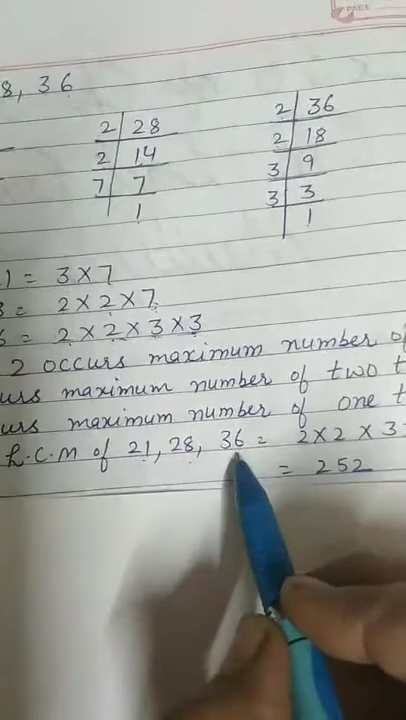 PAGE
8, 36
2 | 28
2 | 14
7 | 7
1
2 | 36
2 | 18
3 | 9
3 | 3
1
1 = 3 × 7
= 2 × 2 × 7
= 2 × 2 × 3 × 3
2 occurs maximum number of
maximum number of two
maximum number of one
L.C.M of 21, 28, 36 = 2 × 2 × 3
= 252